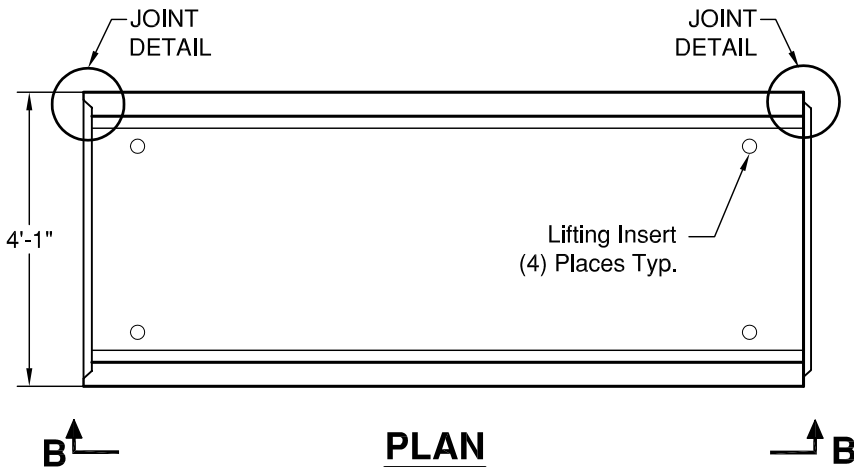 JOINT
DETAIL
JOINT
DETAIL
4'-1"
Lifting Insert
(4) Places Typ.
B
PLAN
B